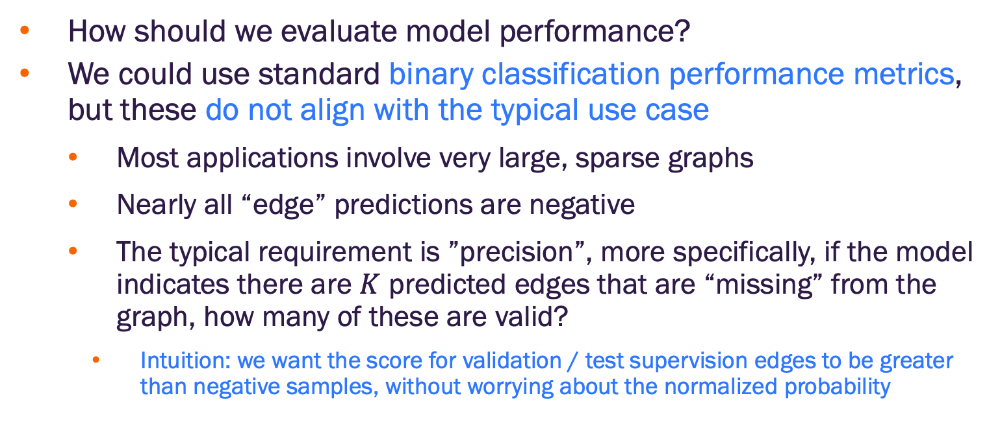 • How should we evaluate model performance?
• We could use standard binary classification performance metrics,
but these do not align with the typical use case
• Most applications involve very large, sparse graphs
• Nearly all “edge” predictions are negative
• The typical requirement is ”precision”, more specifically, if the model
indicates there are K predicted edges that are “missing” from the
graph, how many of these are valid?
• Intuition: we want the score for validation / test supervision edges to be greater
than negative samples, without worrying about the normalized probability